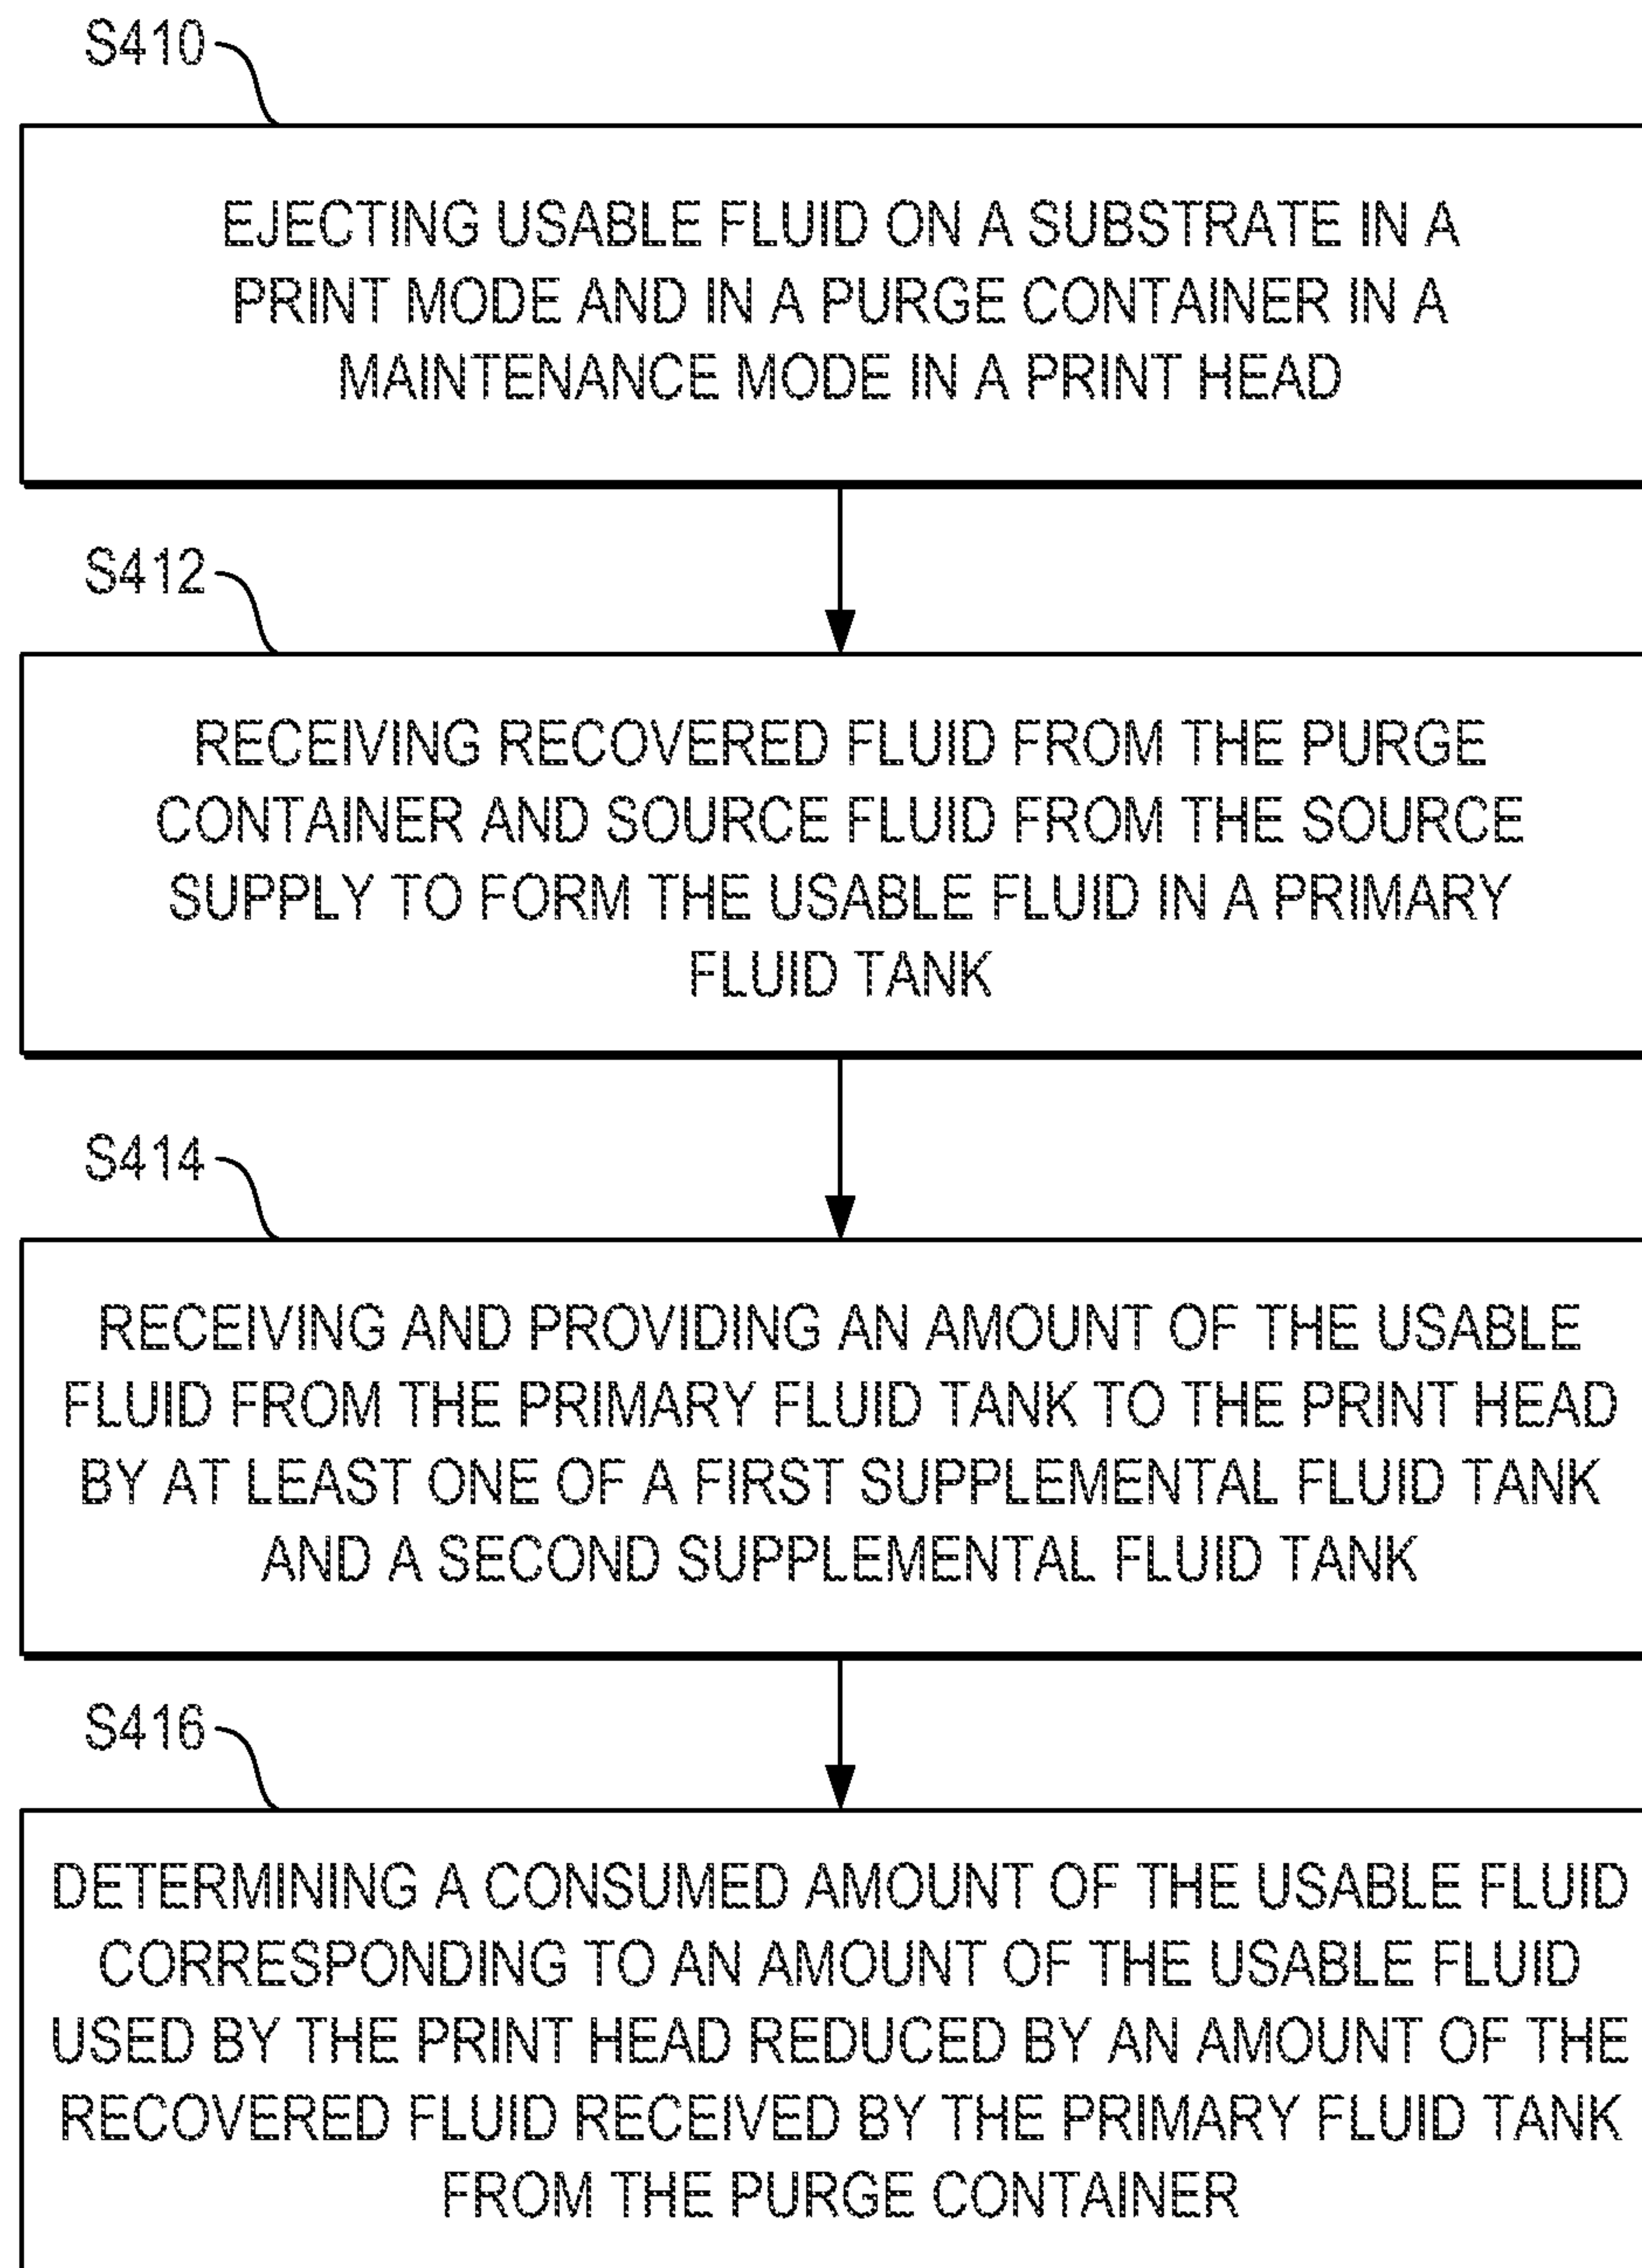 S410
EJECTING USABLE FLUID ON A SUBSTRATE IN A
PRINT MODE AND IN A PURGE CONTAINER IN A
MAINTENANCE MODE IN A PRINT HEAD
S412
RECEIVING RECOVERED FLUID FROM THE PURGE
CONTAINER AND SOURCE FLUID FROM THE SOURCE
SUPPLY TO FORM THE USABLE FLUID IN A PRIMARY
FLUID TANK
S414
RECEIVING AND PROVIDING AN AMOUNT OF THE USABLE
FLUID FROM THE PRIMARY FLUID TANK TO THE PRINT HEAD
BY AT LEAST ONE OF A FIRST SUPPLEMENTAL FLUID TANK
AND A SECOND SUPPLEMENTAL FLUID TANK
S416
DETERMINING A CONSUMED AMOUNT OF THE USABLE FLUID
CORRESPONDING TO AN AMOUNT OF THE USABLE FLUID
USED BY THE PRINT HEAD REDUCED BY AN AMOUNT OF THE
RECOVERED FLUID RECEIVED BY THE PRIMARY FLUID TANK
FROM THE PURGE CONTAINER